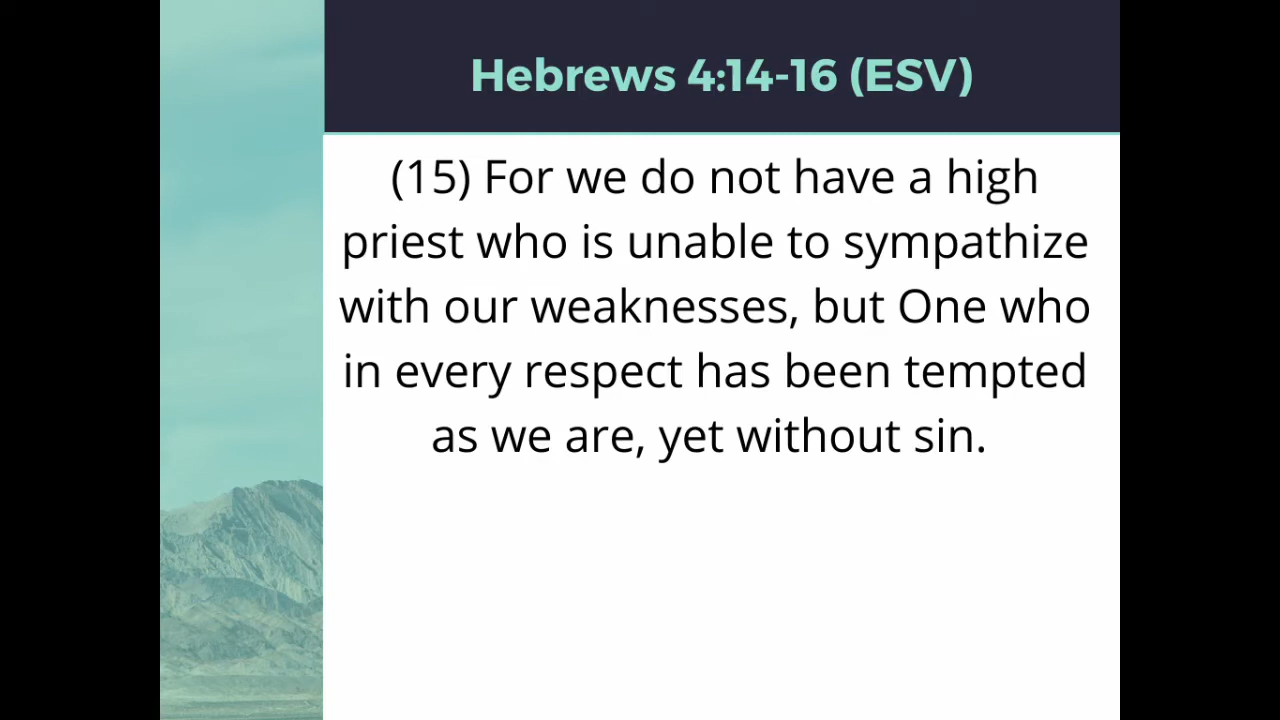 Hebrews 4:14-16 (ESV)
(15) For we do not have a high
priest who is unable to sympathize
with our weaknesses, but One who
in every respect has been tempted
as we are, yet without sin.